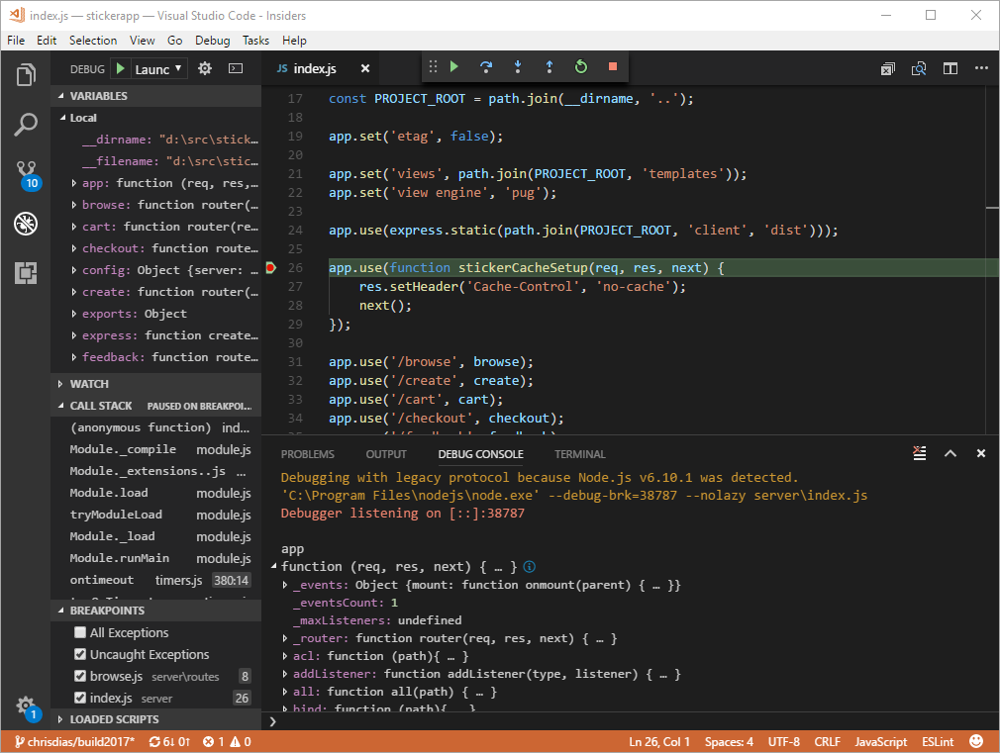 index.js — stickerapp — Visual Studio Code - Insiders
File Edit Selection View Go Debug Tasks Help
DEBUG Launc
JS index.js
VARIABLES
Local
__dirname: "d:\src\stick…
__filename: "d:\src\stic…
app: function (req, res,…
browse: function router(…
cart: function router(re…
checkout: function route…
config: Object {server: …
create: function router(…
exports: Object
express: function create…
feedback: function route…
WATCH
CALL STACK PAUSED ON BREAKPOI…
(anonymous function) ind…
Module._compile module.js
Module._extensions..js …
Module.load module.js
tryModuleLoad module.js
Module._load module.js
Module.runMain module.js
ontimeout timers.js 380:14
BREAKPOINTS
All Exceptions
Uncaught Exceptions
browse.js server\routes 8
index.js server 26
LOADED SCRIPTS
10
1
17 const PROJECT_ROOT = path.join(__dirname, '..');
18
19 app.set('etag', false);
20
21 app.set('views', path.join(PROJECT_ROOT, 'templates'));
22 app.set('view engine', 'pug');
23
24 app.use(express.static(path.join(PROJECT_ROOT, 'client', 'dist')));
25
26 app.use(function stickerCacheSetup(req, res, next) {
27 res.setHeader('Cache-Control', 'no-cache');
28 next();
29 });
30
31 app.use('/browse', browse);
32 app.use('/create', create);
33 app.use('/cart', cart);
34 app.use('/checkout', checkout);
PROBLEMS OUTPUT DEBUG CONSOLE TERMINAL
Debugging with legacy protocol because Node.js v6.10.1 was detected.
'C:\Program Files\nodejs\node.exe' --debug-brk=38787 --nolazy server\index.js
Debugger listening on [::]:38787
app
function (req, res, next) { … }
_events: Object {mount: function onmount(parent) { … }}
_eventsCount: 1
_maxListeners: undefined
_router: function router(req, res, next) { … }
acl: function (path){ … }
addListener: function addListener(type, listener) { … }
all: function all(path) { … }
bind: function (path){ … }
chrisdias/build2017* 6↓ 0↑ 1 0
Ln 26, Col 1 Spaces: 4 UTF-8 CRLF JavaScript ESLint